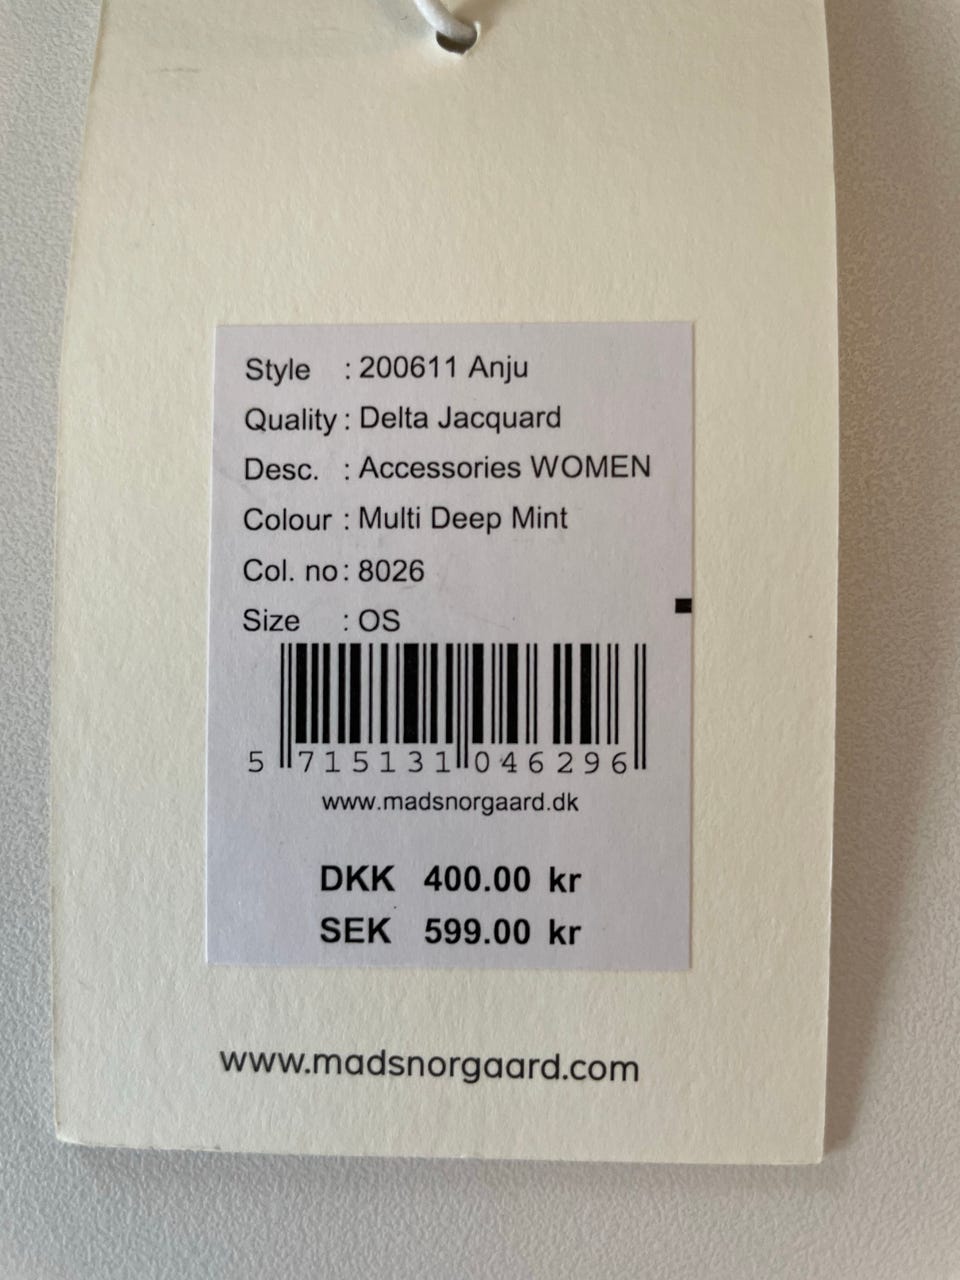 Style : 200611 Anju
Quality : Delta Jacquard
Desc. : Accessories WOMEN
Colour : Multi Deep Mint
Col. no : 8026
Size : OS
5 715131 046296
www.madsnorgaard.dk
DKK 400.00 kr
SEK 599.00 kr
www.madsnorgaard.com